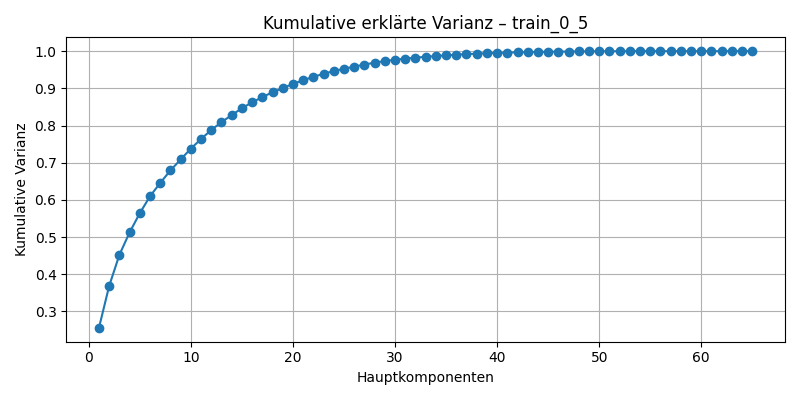 Kumulative erklärte Varianz – train_0_5
Kumulative Varianz
1.0
0.9
0.8
0.7
0.6
0.5
0.4
0.3
0 10 20 30 40 50 60
Hauptkomponenten